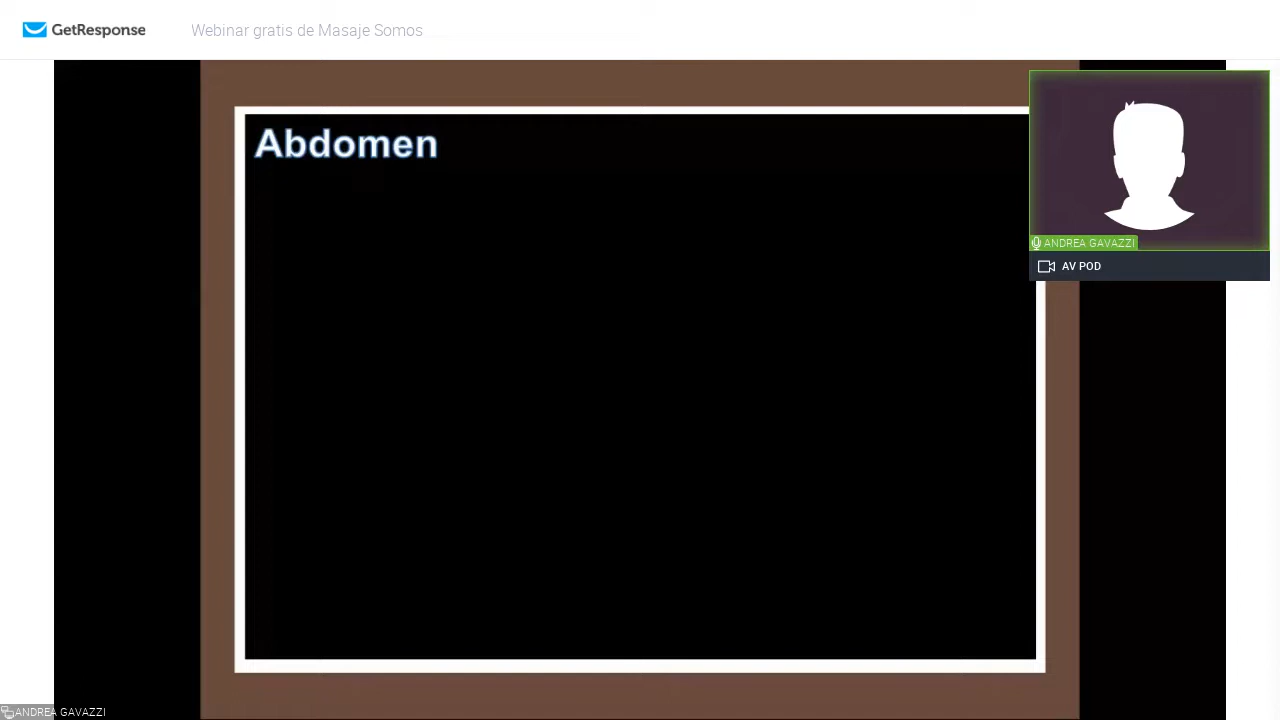 GetResponse
Webinar gratis de Masaje Somos
Abdomen
ANDREA GAVAZZI
AV POD
ANDREA GAVAZZI